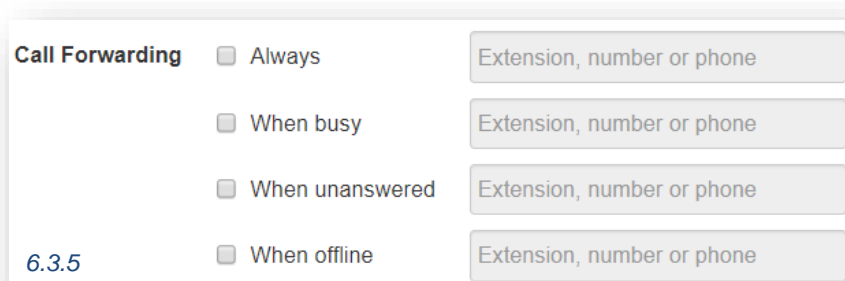 Call Forwarding Always Extension, number or phone
When busy Extension, number or phone
When unanswered Extension, number or phone
6.3.5 When offline Extension, number or phone